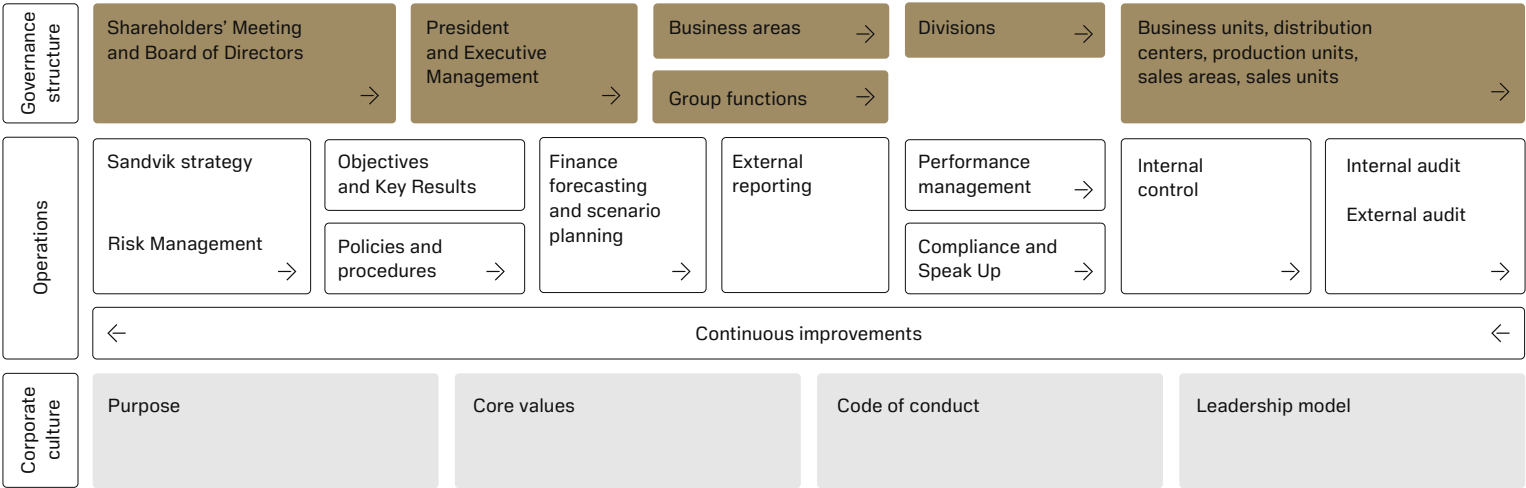 Governance
structure
Shareholders’ Meeting
and Board of Directors
President
and Executive
Management
Business areas
Group functions
Divisions
Business units, distribution
centers, production units,
sales areas, sales units
Operations
Sandvik strategy
Risk Management
Objectives
and Key Results
Policies and
procedures
Finance
forecasting
and scenario
planning
External
reporting
Performance
management
Compliance and
Speak Up
Internal
control
Internal audit
External audit
Continuous improvements
Corporate
culture
Purpose
Core values
Code of conduct
Leadership model